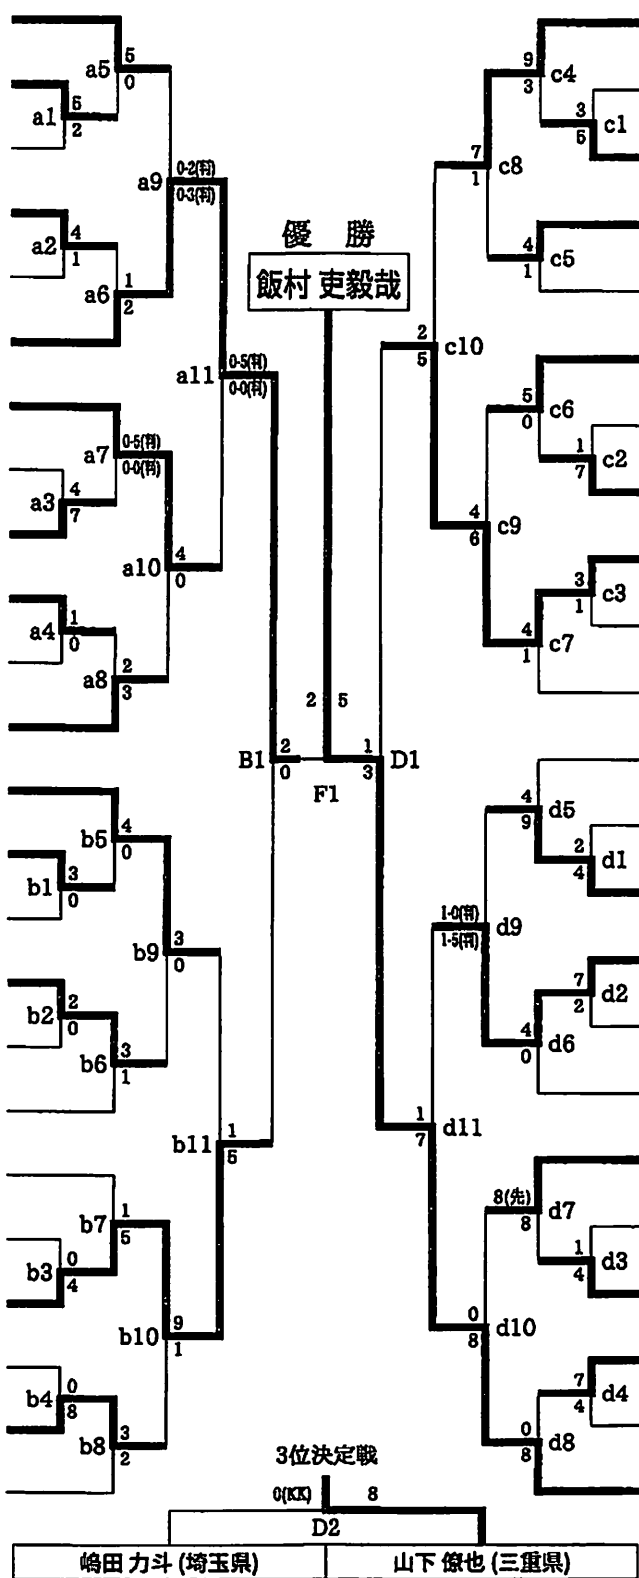 優 勝
飯村 吏毅哉
a5
5
0
a1
5
2
a9
0-2(判)
0-3(判)
a2
4
1
a6
1
2
a11
0-5(判)
0-0(判)
a7
0-5(判)
0-0(判)
a3
4
7
a10
4
0
a4
1
0
a8
2
3
B1
2
0
b5
4
0
b1
3
0
b9
3
0
b2
2
0
b6
3
1
b11
1
5
b7
1
5
b3
0
4
b10
9
1
b4
0
8
b8
3
2
2 5
F1
9
3
c4
3
5
c1
7
1
c8
4
1
c5
2
5
c10
5
0
c6
1
7
c2
4
6
c9
3
1
c3
4
1
c7
1
3
D1
4
9
d5
2
4
d1
1-0(判)
1-5(判)
d9
7
2
d2
4
0
d6
1
7
d11
8(先)
8
d7
1
4
d3
0
8
d10
7
4
d4
0
8
d8
3位決定戦
0(KK) 8
D2
嶋田 力斗 (埼玉県) 山下 僚也 (三重県)